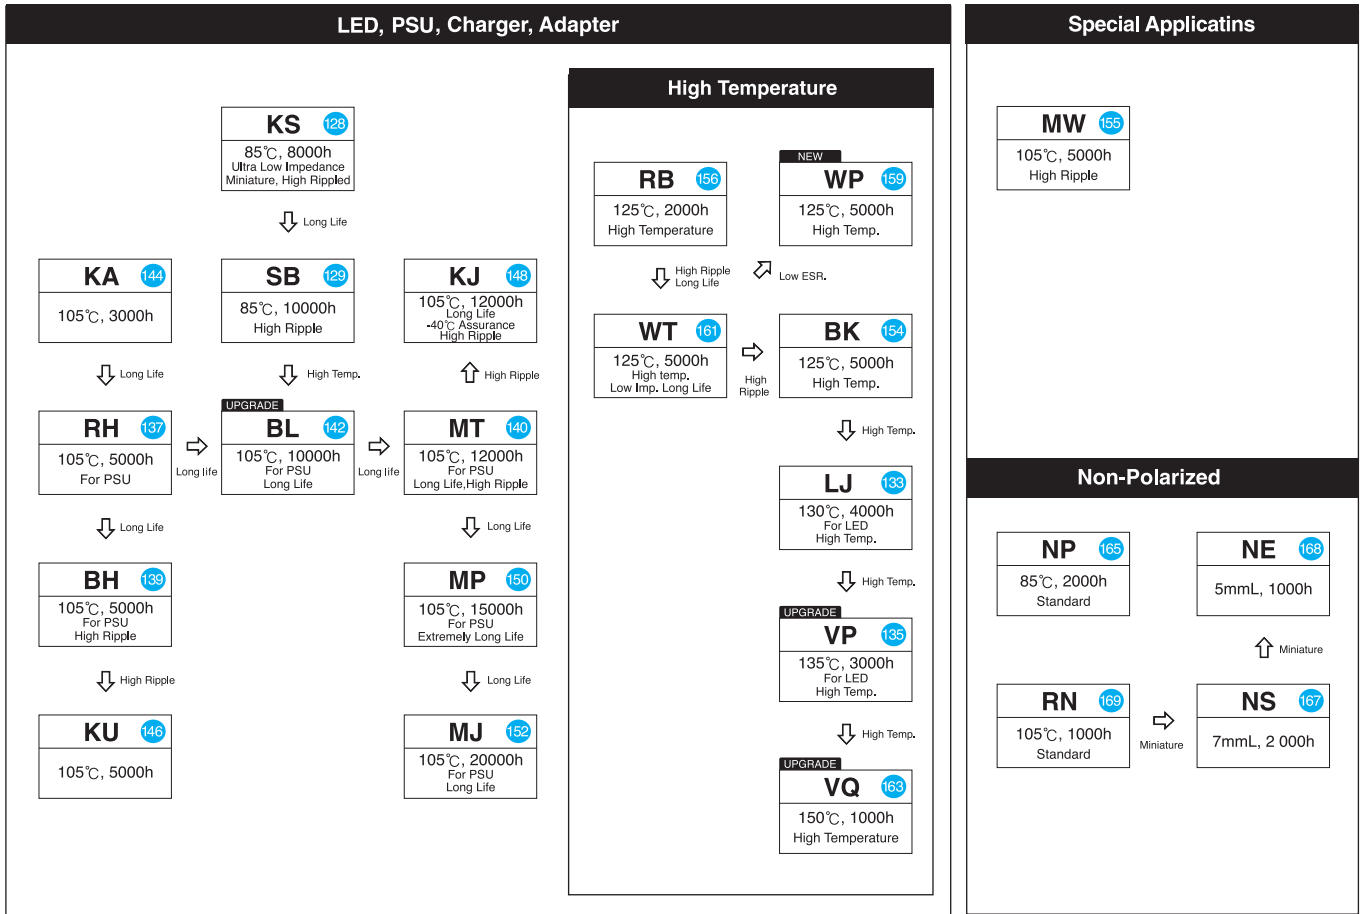 LED, PSU, Charger, Adapter
KS 128
85℃, 8000h
Ultra Low Impedance
Miniature, High Rippled
Long Life
KA 144
105℃, 3000h
SB 129
85℃, 10000h
High Ripple
KJ 148
105℃, 12000h
Long Life
-40℃ Assurance
High Ripple
Long Life
High Temp.
High Ripple
RH 137
105℃, 5000h
For PSU
Long life
UPGRADE
BL 142
105℃, 10000h
For PSU
Long Life
Long life
MT 140
105℃, 12000h
For PSU
Long Life,High Ripple
Long Life
Long Life
BH 139
105℃, 5000h
For PSU
High Ripple
MP 150
105℃, 15000h
For PSU
Extremely Long Life
High Ripple
Long Life
KU 146
105℃, 5000h
MJ 152
105℃, 20000h
For PSU
Long Life
High Temperature
RB 156
125℃, 2000h
High Temperature
NEW
WP 159
125℃, 5000h
High Temp.
High Ripple
Long Life
Low ESR.
WT 161
125℃, 5000h
High temp.
Low Imp. Long Life
High
Ripple
BK 154
125℃, 5000h
High Temp.
High Temp.
LJ 133
130℃, 4000h
For LED
High Temp.
High Temp.
UPGRADE
VP 135
135℃, 3000h
For LED
High Temp.
High Temp.
UPGRADE
VQ 163
150℃, 1000h
High Temperature
Special Applicatins
MW 155
105℃, 5000h
High Ripple
Non-Polarized
NP 165
85℃, 2000h
Standard
NE 168
5mmL, 1000h
Miniature
RN 169
105℃, 1000h
Standard
Miniature
NS 167
7mmL, 2 000h